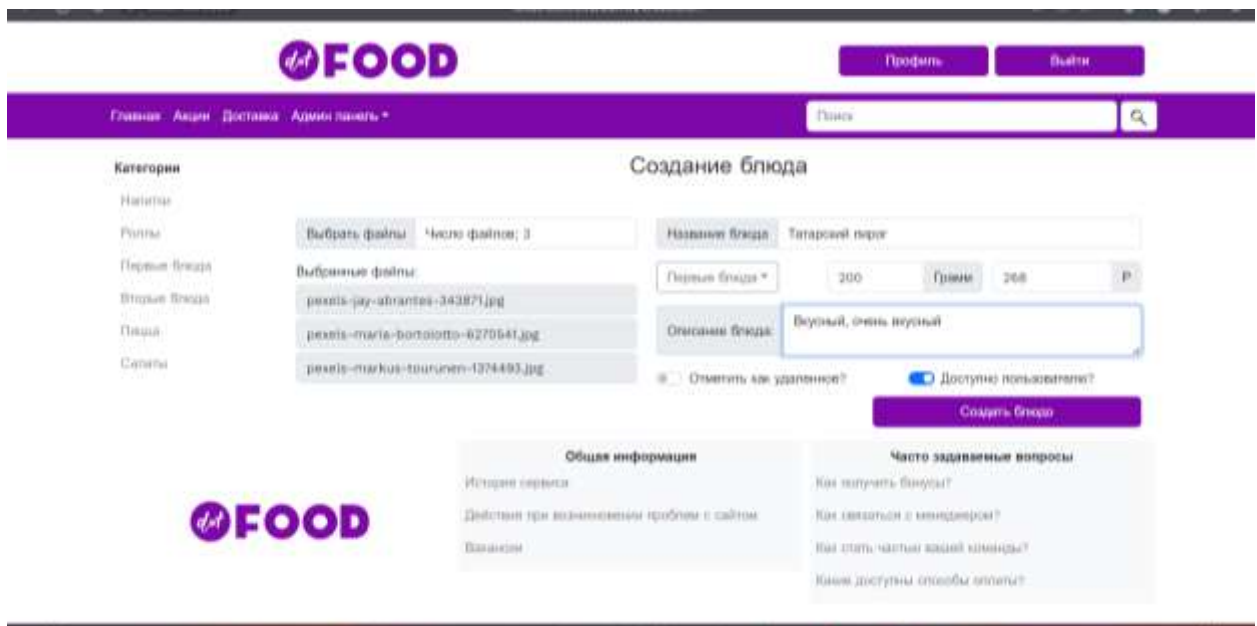 dot FOOD
Профиль
Выйти
Главная Акции Доставка Админ панель
Поиск
Категории
Напитки
Роллы
Первые блюда
Вторые блюда
Пицца
Салаты
Создание блюда
Выбрать файлы Число файлов: 3
Выбранные файлы:
pexels-jay-abrantes-343871.jpg
pexels-maria-bortolotto-6270541.jpg
pexels-markus-tourunen-1374493.jpg
Название блюда Татарский пирог
Первые блюда 200 Грамм 268 Р
Описание блюда: Вкусный, очень вкусный
Отметить как удаленное? Доступно пользователю?
Создать блюдо
dot FOOD
Общая информация
История сервиса
Действия при возникновении проблем с сайтом
Вакансии
Часто задаваемые вопросы
Как получить бонусы?
Как связаться с менеджером?
Как стать частью вашей команды?
Какие доступны способы оплаты?